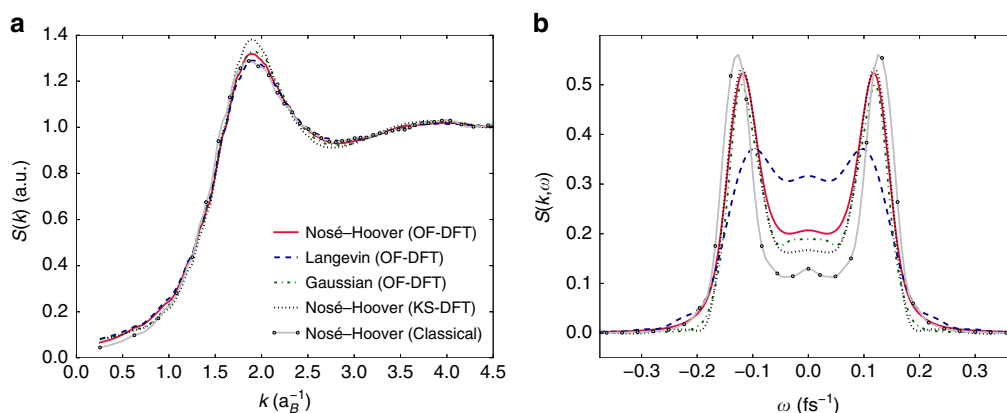 a
1.4
1.2
1.0
0.8
0.6
0.4
0.2
0.0
S(k) (a.u.)
Nosé–Hoover (OF-DFT)
Langevin (OF-DFT)
Gaussian (OF-DFT)
Nosé–Hoover (KS-DFT)
Nosé–Hoover (Classical)
0.0 0.5 1.0 1.5 2.0 2.5 3.0 3.5 4.0 4.5
k (a_B^–1)
b
0.5
0.4
0.3
0.2
0.1
0.0
S(k,ω)
–0.3 –0.2 –0.1 0.0 0.1 0.2 0.3
ω (fs^–1)